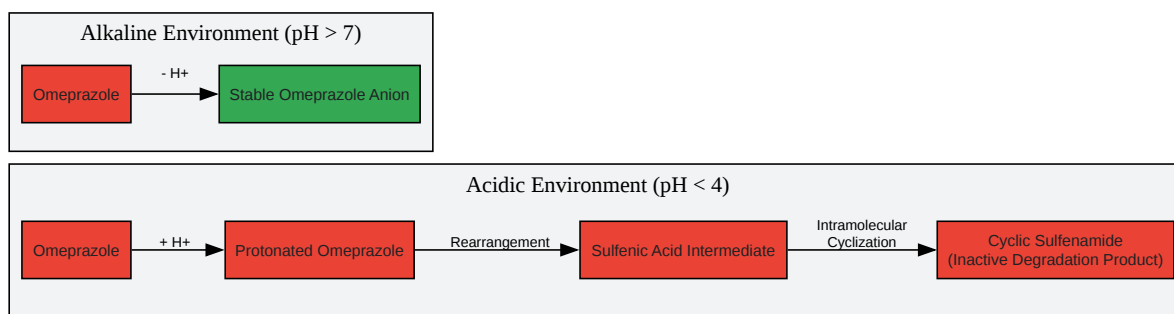 Alkaline Environment (pH > 7)
Omeprazole
- H+
Stable Omeprazole Anion
Acidic Environment (pH < 4)
Omeprazole
+ H+
Protonated Omeprazole
Rearrangement
Sulfenic Acid Intermediate
Intramolecular
Cyclization
Cyclic Sulfenamide
(Inactive Degradation Product)